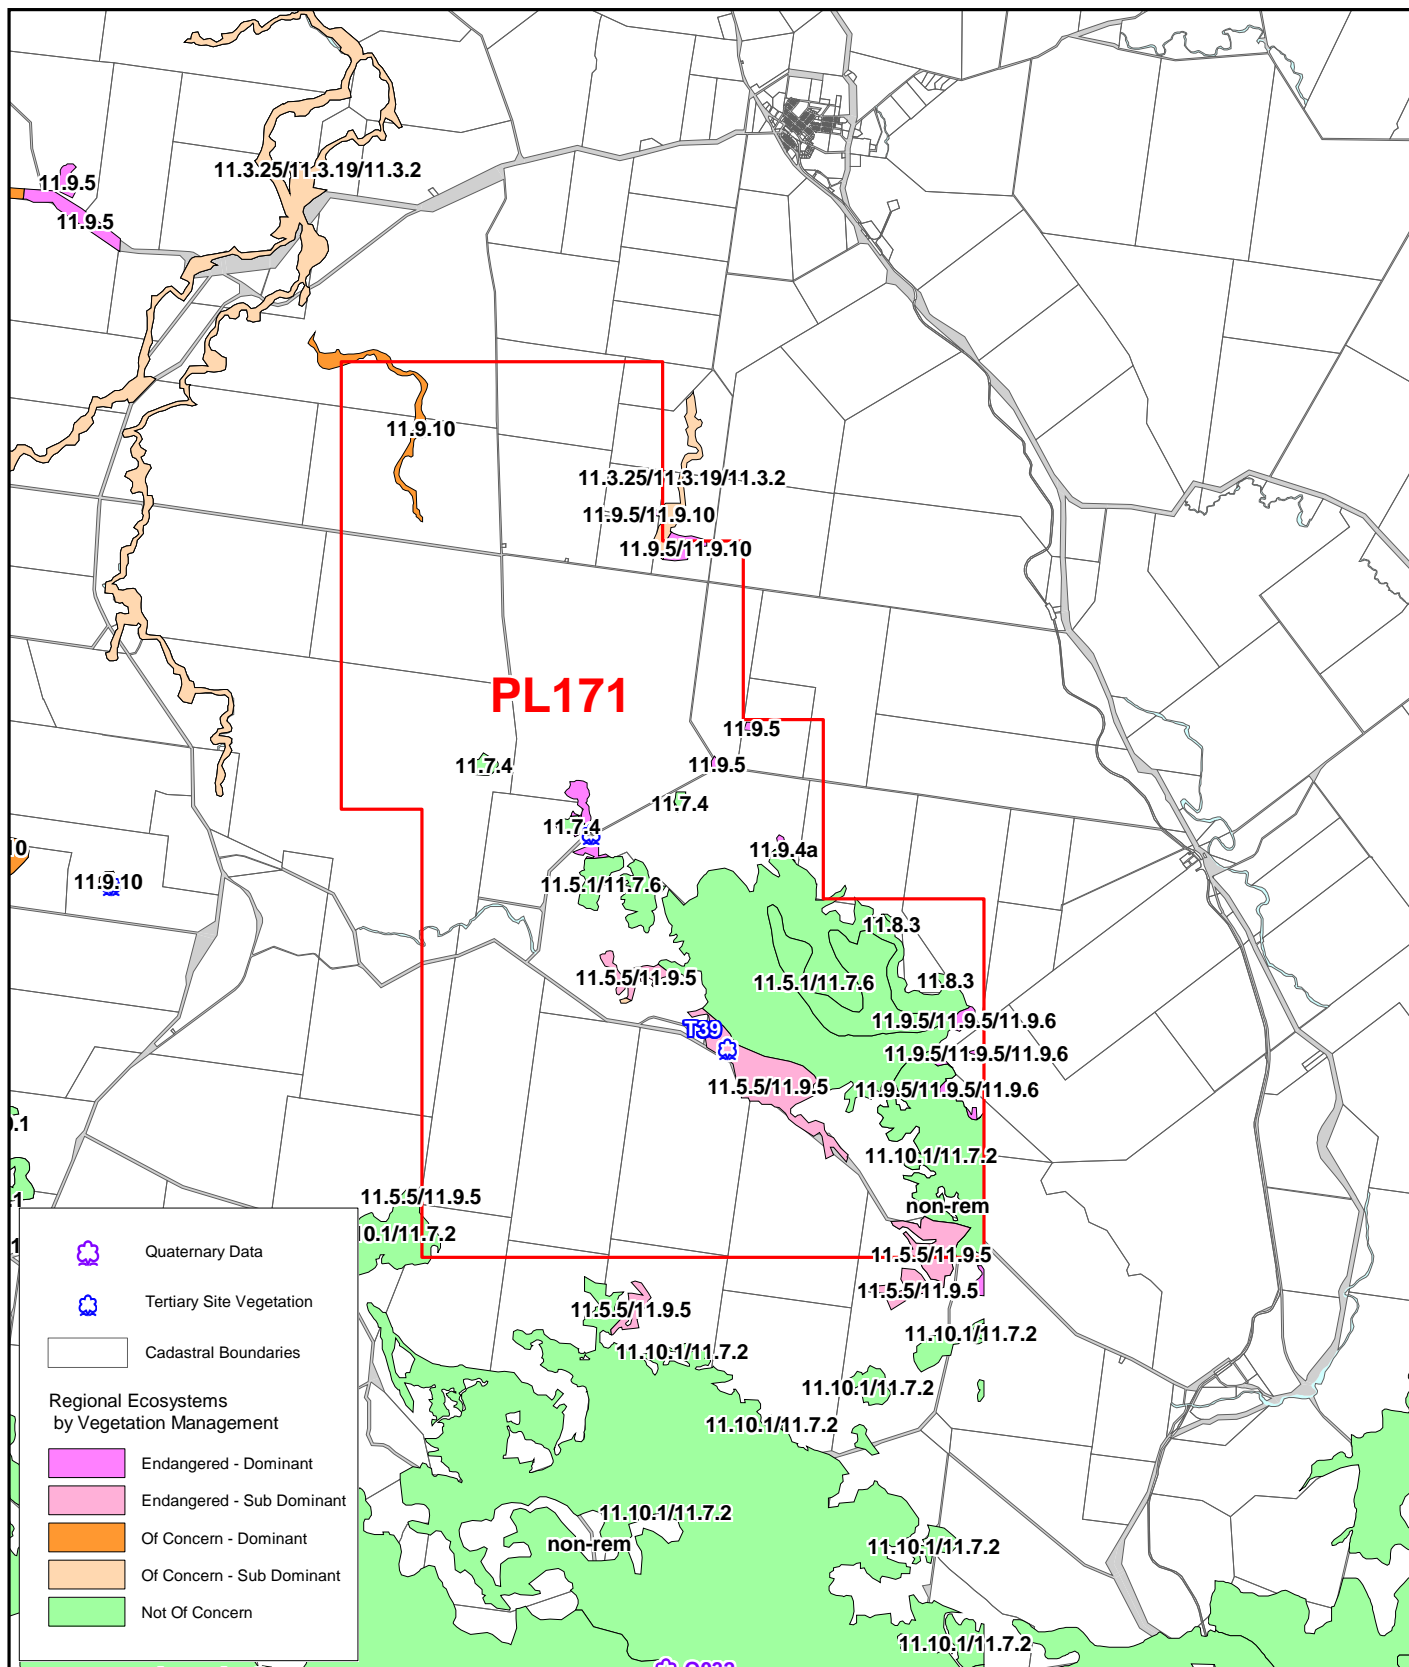 11.3.25/11.3.19/11.3.2
11.9.5
11.9.5
11.9.10
11.3.25/11.3.19/11.3.2
11.9.5/11.9.10
11.9.5/11.9.10
PL171
11.9.5
11.9.5
11.7.4
11.7.4
11.7.4
11.9.4a
10
11.9.10
11.5.1/11.7.6
11.8.3
11.5.5/11.9.5
11.5.1/11.7.6
11.8.3
T39
11.9.5/11.9.5/11.9.6
11.9.5/11.9.5/11.9.6
11.5.5/11.9.5
11.9.5/11.9.5/11.9.6
11.10.1/11.7.2
11.5.5/11.9.5
non-rem
10.1/11.7.2
11.5.5/11.9.5
11.5.5/11.9.5
11.5.5/11.9.5
11.10.1/11.7.2
11.10.1/11.7.2
11.10.1/11.7.2
11.10.1/11.7.2
11.10.1/11.7.2
non-rem
11.10.1/11.7.2
11.10.1/11.7.2
Quaternary Data
Tertiary Site Vegetation
Cadastral Boundaries
Regional Ecosystems
by Vegetation Management
Endangered - Dominant
Endangered - Sub Dominant
Of Concern - Dominant
Of Concern - Sub Dominant
Not Of Concern